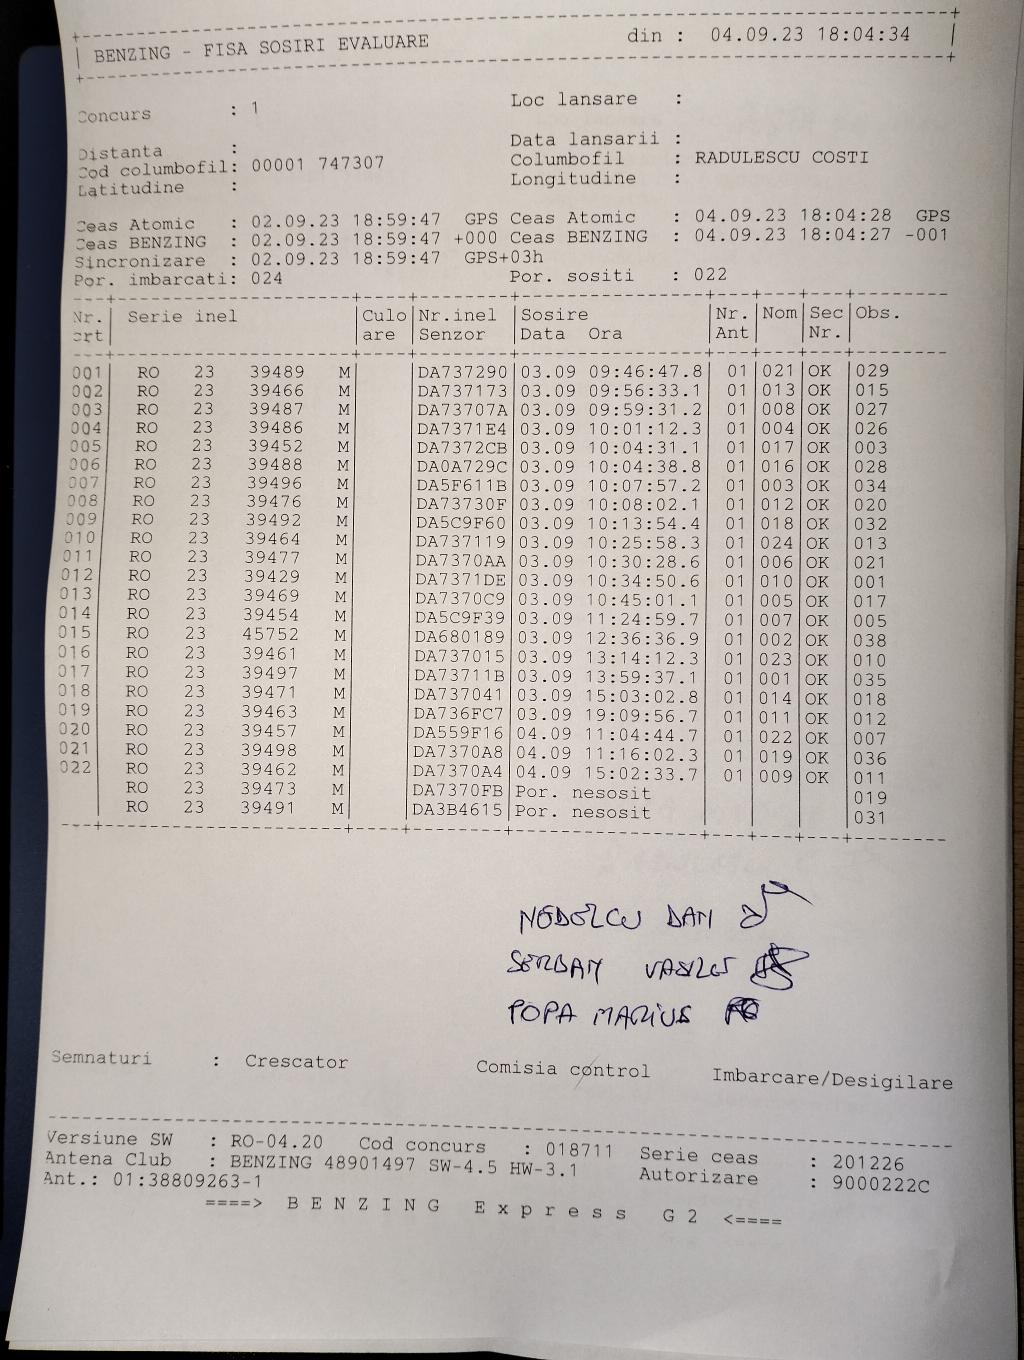 BENZING - FISA SOSIRI EVALUARE din : 04.09.23 18:04:34
Concurs : 1 Loc lansare :
Distanta : Data lansarii :
Cod columbofil: 00001 747307 Columbofil : RADULESCU COSTI
Latitudine : Longitudine :
Ceas Atomic : 02.09.23 18:59:47 GPS Ceas Atomic : 04.09.23 18:04:28 GPS
Ceas BENZING : 02.09.23 18:59:47 +000 Ceas BENZING : 04.09.23 18:04:27 -001
Sincronizare : 02.09.23 18:59:47 GPS+03h
Por. imbarcati: 024 Por. sositi : 022
Nr. Serie inel Culo Nr.inel Sosire Nr. Nom Sec Obs.
crt are Senzor Data Ora Ant Nr.
001 RO 23 39489 M DA737290 03.09 09:46:47.8 01 021 OK 029
002 RO 23 39466 M DA737173 03.09 09:56:33.1 01 013 OK 015
003 RO 23 39487 M DA73707A 03.09 09:59:31.2 01 008 OK 027
004 RO 23 39486 M DA7371E4 03.09 10:01:12.3 01 004 OK 026
005 RO 23 39452 M DA7372CB 03.09 10:04:31.1 01 017 OK 003
006 RO 23 39488 M DA0A729C 03.09 10:04:38.8 01 016 OK 028
007 RO 23 39496 M DA5F611B 03.09 10:07:57.2 01 003 OK 034
008 RO 23 39476 M DA73730F 03.09 10:08:02.1 01 012 OK 020
009 RO 23 39492 M DA5C9F60 03.09 10:13:54.4 01 018 OK 032
010 RO 23 39464 M DA737119 03.09 10:25:58.3 01 024 OK 013
011 RO 23 39477 M DA7370AA 03.09 10:30:28.6 01 006 OK 021
012 RO 23 39429 M DA7371DE 03.09 10:34:50.6 01 010 OK 001
013 RO 23 39469 M DA7370C9 03.09 10:45:01.1 01 005 OK 017
014 RO 23 39454 M DA5C9F39 03.09 11:24:59.7 01 007 OK 005
015 RO 23 45752 M DA680189 03.09 12:36:36.9 01 002 OK 038
016 RO 23 39461 M DA737015 03.09 13:14:12.3 01 023 OK 010
017 RO 23 39497 M DA73711B 03.09 13:59:37.1 01 001 OK 035
018 RO 23 39471 M DA737041 03.09 15:03:02.8 01 014 OK 018
019 RO 23 39463 M DA736FC7 03.09 19:09:56.7 01 011 OK 012
020 RO 23 39457 M DA559F16 04.09 11:04:44.7 01 022 OK 007
021 RO 23 39498 M DA7370A8 04.09 11:16:02.3 01 019 OK 036
022 RO 23 39462 M DA7370A4 04.09 15:02:33.7 01 009 OK 011
RO 23 39473 M DA7370FB Por. nesosit 019
RO 23 39491 M DA3B4615 Por. nesosit 031
NEDELCU DAN
SERBAN VASILE
POPA MARIUS
Semnaturi : Crescator Comisia control Imbarcare/Desigilare
Versiune SW : RO-04.20 Cod concurs : 018711 Serie ceas : 201226
Antena Club : BENZING 48901497 SW-4.5 HW-3.1 Autorizare : 9000222C
Ant.: 01:38809263-1
====> B E N Z I N G E x p r e s s G 2 <====